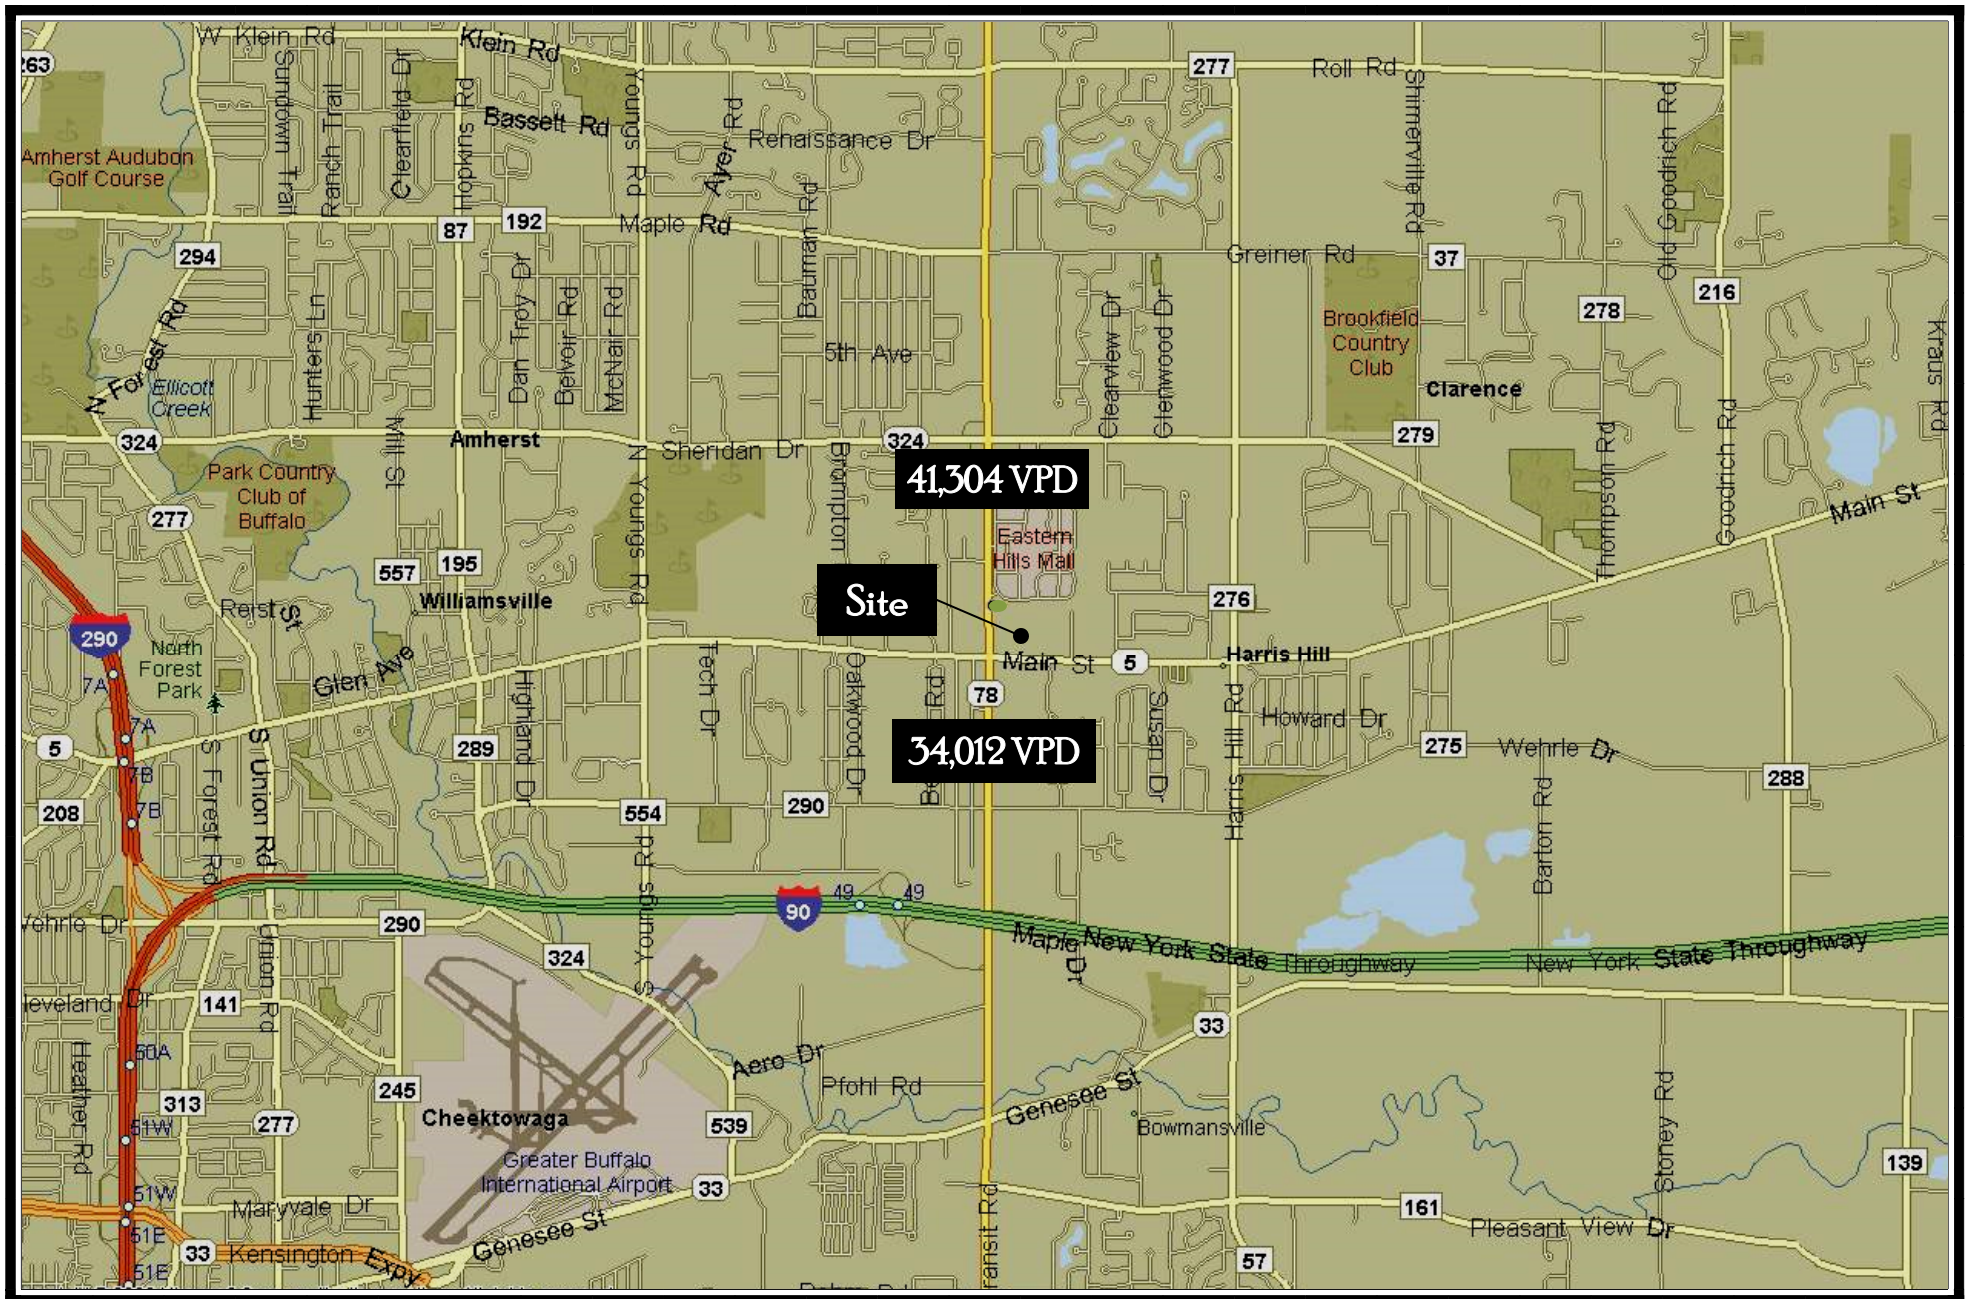 W Klein Rd
Klein Rd
263
277
Roll Rd
Sundown Trail
Ranch Trail
Clearfield Dr
Hopkins Rd
Bassett Rd
Youngs Rd
Ayer Rd
Renaissance Dr
Shimerville Rd
Old Goodrich Rd
Amherst Audubon
Golf Course
87
192
Maple Rd
Bauman Rd
294
Greiner Rd
37
216
278
N Forest Rd
Hunters Ln
Dan Troy Dr
Belvoir Rd
McNair Rd
5th Ave
Clearview Dr
Glenwood Dr
Brookfield
Country
Club
Kraus Rd
Ellicott
Creek
Clarence
324
Mill St
Amherst
Sheridan Dr
324
279
Park Country
Club of
Buffalo
N Youngs Rd
Brompton
41,304 VPD
Thompson Rd
Goodrich Rd
Main St
277
Eastern
Hills Mall
557
195
Williamsville
Site
276
Reist St
290
North
Forest
Park
Glen Ave
Main St
5
Harris Hill
7A
Highland Dr
Tech Dr
Oakwood Dr
Rd
78
Susan Dr
Harris Hill Rd
Howard Dr
7A
5
S Forest Rd
S Union Rd
289
34,012 VPD
275
Wehrle Dr
7B
288
208
7B
554
290
Barton Rd
S Youngs Rd
90
49
49
Wehrle Dr
290
324
Maple Dr
New York State Throughway
New York State Throughway
Dr
141
Union Rd
33
Heather Rd
50A
Aero Dr
Pfohl Rd
Genesee St
Stoney Rd
245
313
277
Cheektowaga
539
Bowmansville
51W
Greater Buffalo
International Airport
33
139
51W
Maryvale Dr
161
Pleasant View Dr
51E
33
Kensington Expy
Genesee St
57
51E